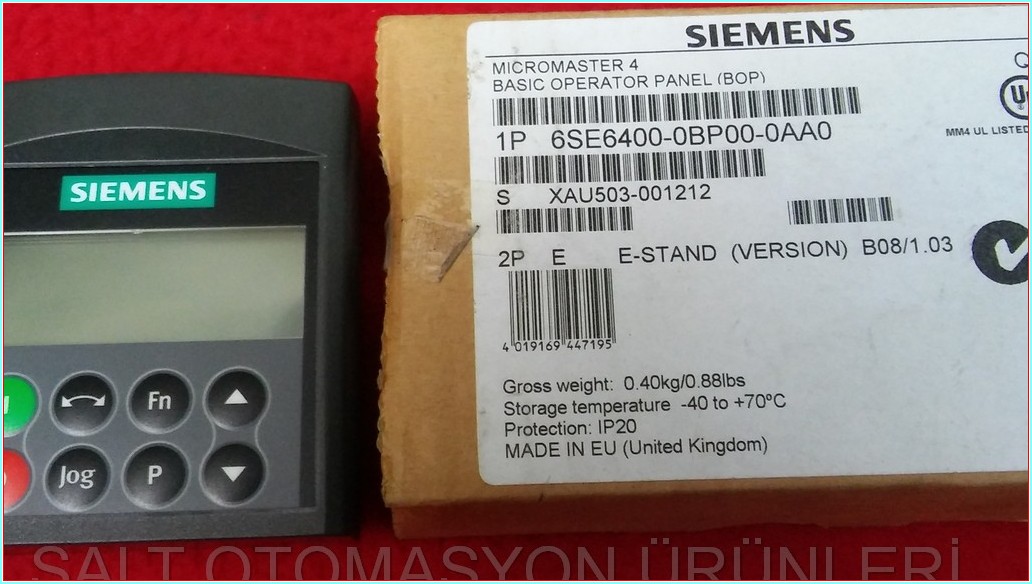 SIEMENS
Fn
Jog
P
SIEMENS
MICROMASTER 4
BASIC OPERATOR PANEL (BOP)
1P 6SE6400-0BP00-0AA0
MM4 UL LISTED
S XAU503-001212
2P E E-STAND (VERSION) B08/1.03
4 019169 447195
Gross weight: 0.40kg/0.88lbs
Storage temperature -40 to +70°C
Protection: IP20
MADE IN EU (United Kingdom)
SALT OTOMASYON ÜRÜNLERİ